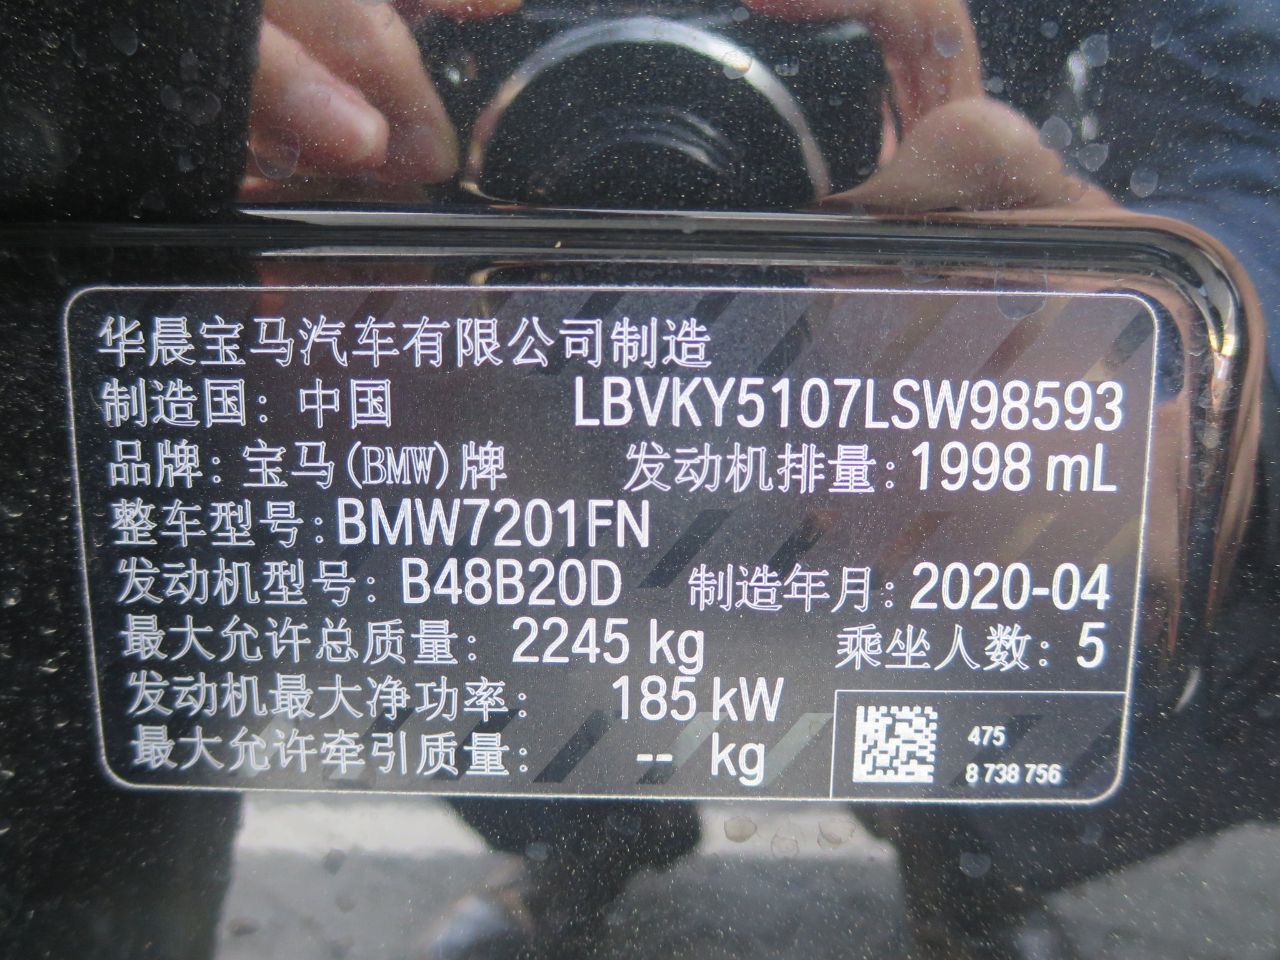 华晨宝马汽车有限公司制造
制造国：中国 LBVKY5107LSW98593
品牌：宝马(BMW)牌 发动机排量：1998 mL
整车型号：BMW7201FN
发动机型号：B48B20D 制造年月：2020-04
最大允许总质量：2245 kg 乘坐人数：5
发动机最大净功率：185 kW
最大允许牵引质量：-- kg
475
8 738 756